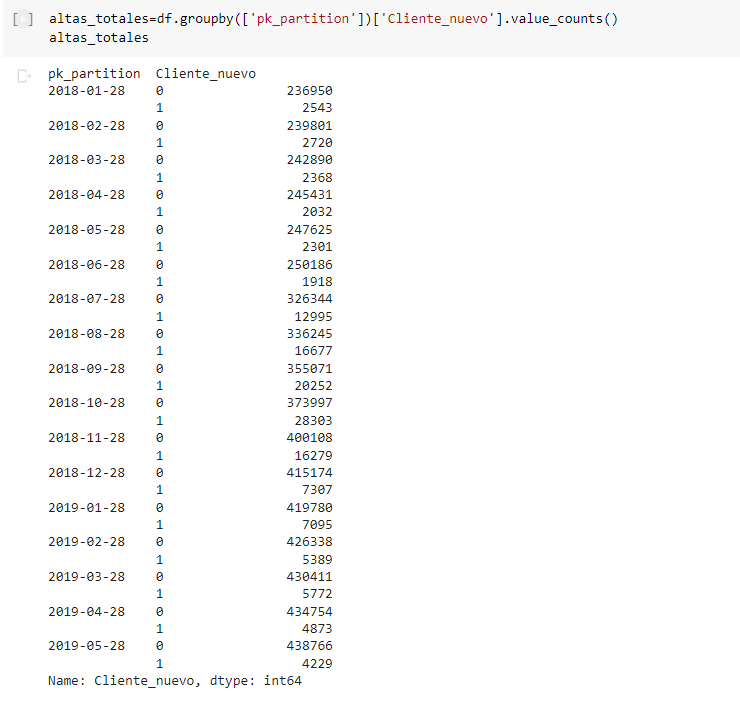 [ ] altas_totales=df.groupby(['pk_partition'])['Cliente_nuevo'].value_counts()
altas_totales
pk_partition  Cliente_nuevo
2018-01-28    0                236950
              1                  2543
2018-02-28    0                239801
              1                  2720
2018-03-28    0                242890
              1                  2368
2018-04-28    0                245431
              1                  2032
2018-05-28    0                247625
              1                  2301
2018-06-28    0                250186
              1                  1918
2018-07-28    0                326344
              1                 12995
2018-08-28    0                336245
              1                 16677
2018-09-28    0                355071
              1                 20252
2018-10-28    0                373997
              1                 28303
2018-11-28    0                400108
              1                 16279
2018-12-28    0                415174
              1                  7307
2019-01-28    0                419780
              1                  7095
2019-02-28    0                426338
              1                  5389
2019-03-28    0                430411
              1                  5772
2019-04-28    0                434754
              1                  4873
2019-05-28    0                438766
              1                  4229
Name: Cliente_nuevo, dtype: int64